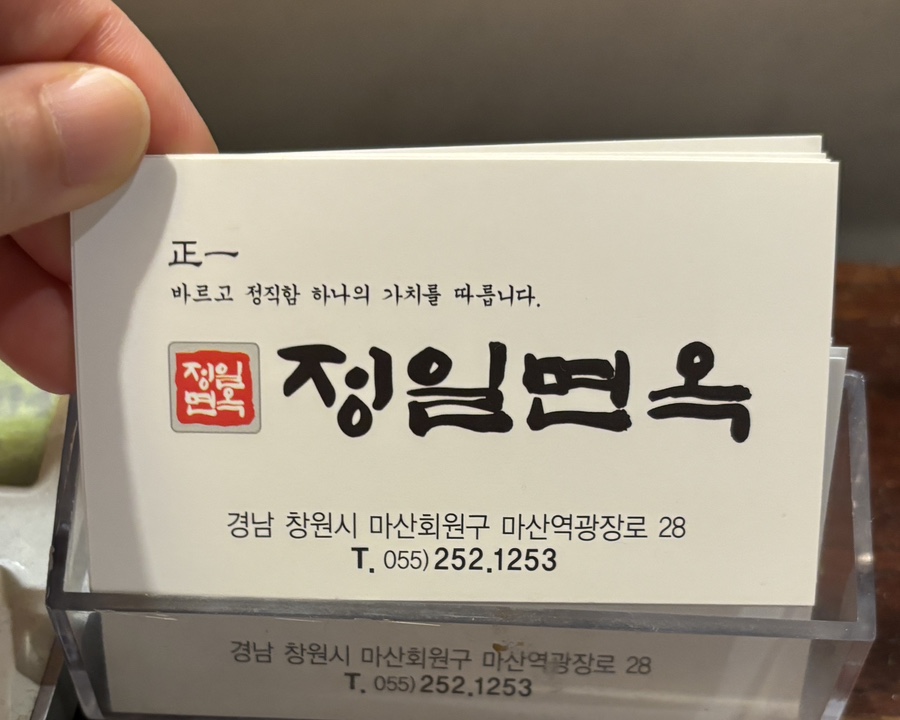 正一
바르고 정직함 하나의 가치를 따릅니다.
정일
면옥
정일면옥
경남 창원시 마산회원구 마산역광장로 28
T. 055) 252.1253
경남 창원시 마산회원구 마산역광장로 28
T. 055) 252.1253